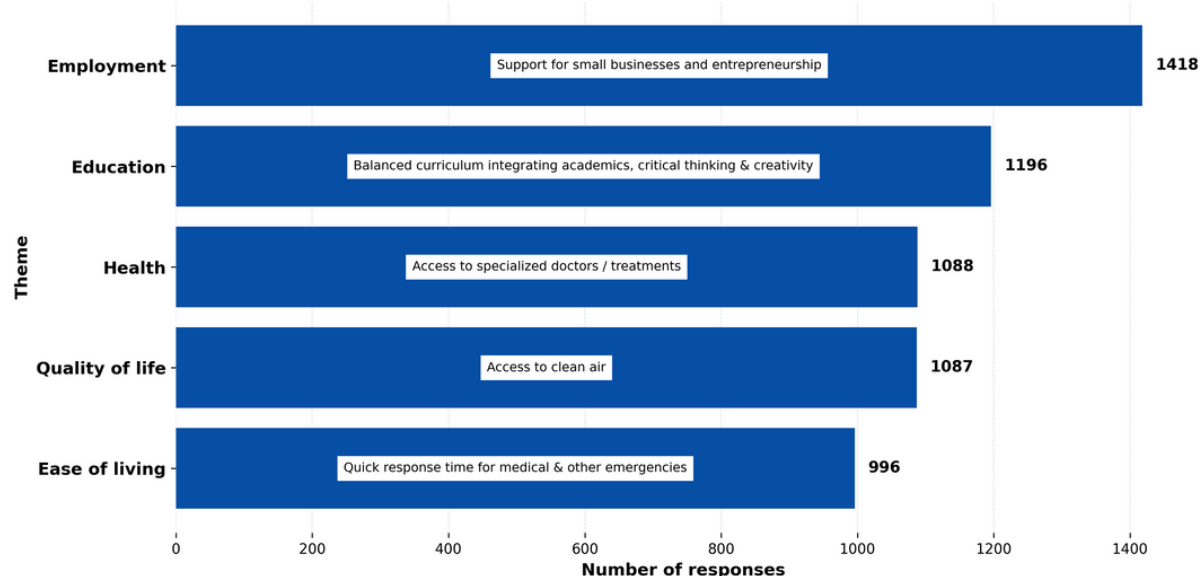 Employment
Support for small businesses and entrepreneurship
1418
Education
Balanced curriculum integrating academics, critical thinking & creativity
1196
Theme
Health
Access to specialized doctors / treatments
1088
Quality of life
Access to clean air
1087
Ease of living
Quick response time for medical & other emergencies
996
0 200 400 600 800 1000 1200 1400
Number of responses